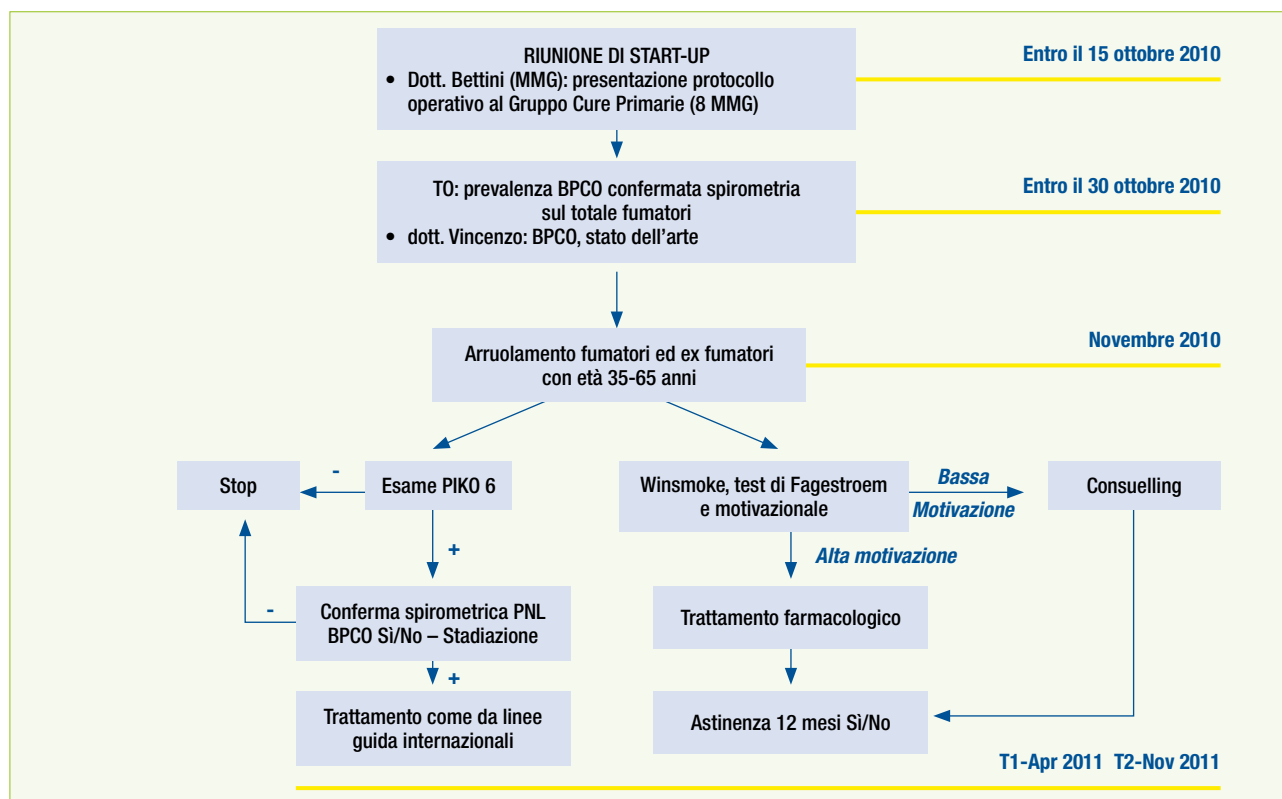 RIUNIONE DI START-UP
• Dott. Bettini (MMG): presentazione protocollo
operativo al Gruppo Cure Primarie (8 MMG)
Entro il 15 ottobre 2010
TO: prevalenza BPCO confermata spirometria
sul totale fumatori
• dott. Vincenzo: BPCO, stato dell’arte
Entro il 30 ottobre 2010
Arruolamento fumatori ed ex fumatori
con età 35-65 anni
Novembre 2010
Stop
-
Esame PIKO 6
Winsmoke, test di Fagestroem
e motivazionale
Bassa
Motivazione
Consuelling
+
Alta motivazione
-
Conferma spirometrica PNL
BPCO Sì/No – Stadiazione
Trattamento farmacologico
+
Trattamento come da linee
guida internazionali
Astinenza 12 mesi Sì/No
T1-Apr 2011 T2-Nov 2011